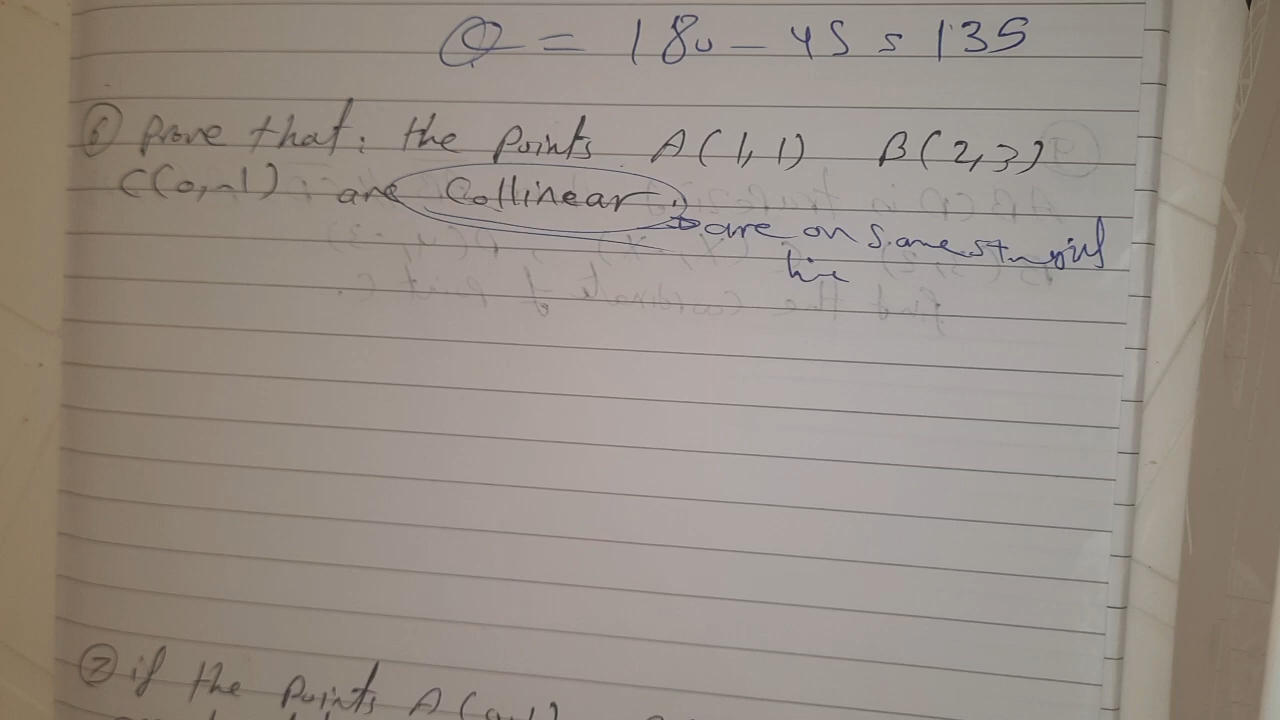 Θ = 180 - 45 = 135
⑥ Prove that: the Points A(1,1) B(2,3)
C(0,-1) are Collinear.
are on same
line
⑦ if the Points A(